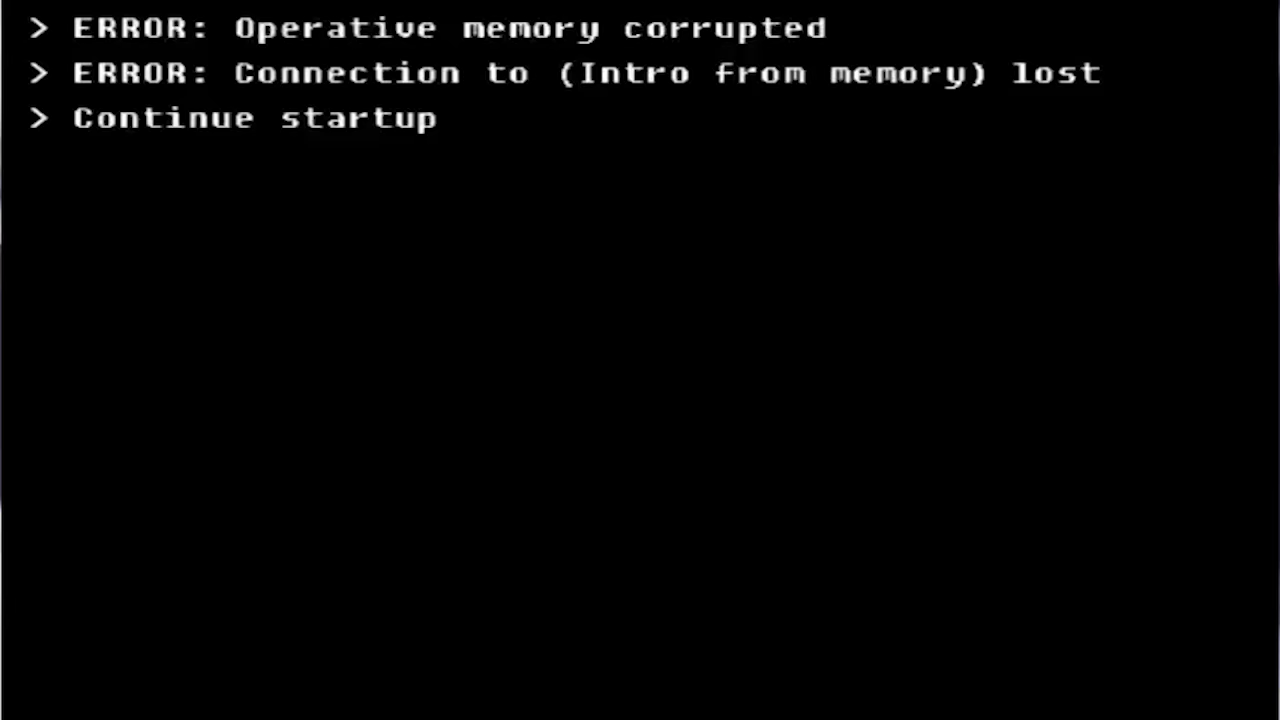 > ERROR: Operative memory corrupted
> ERROR: Connection to (Intro from memory) lost
> Continue startup